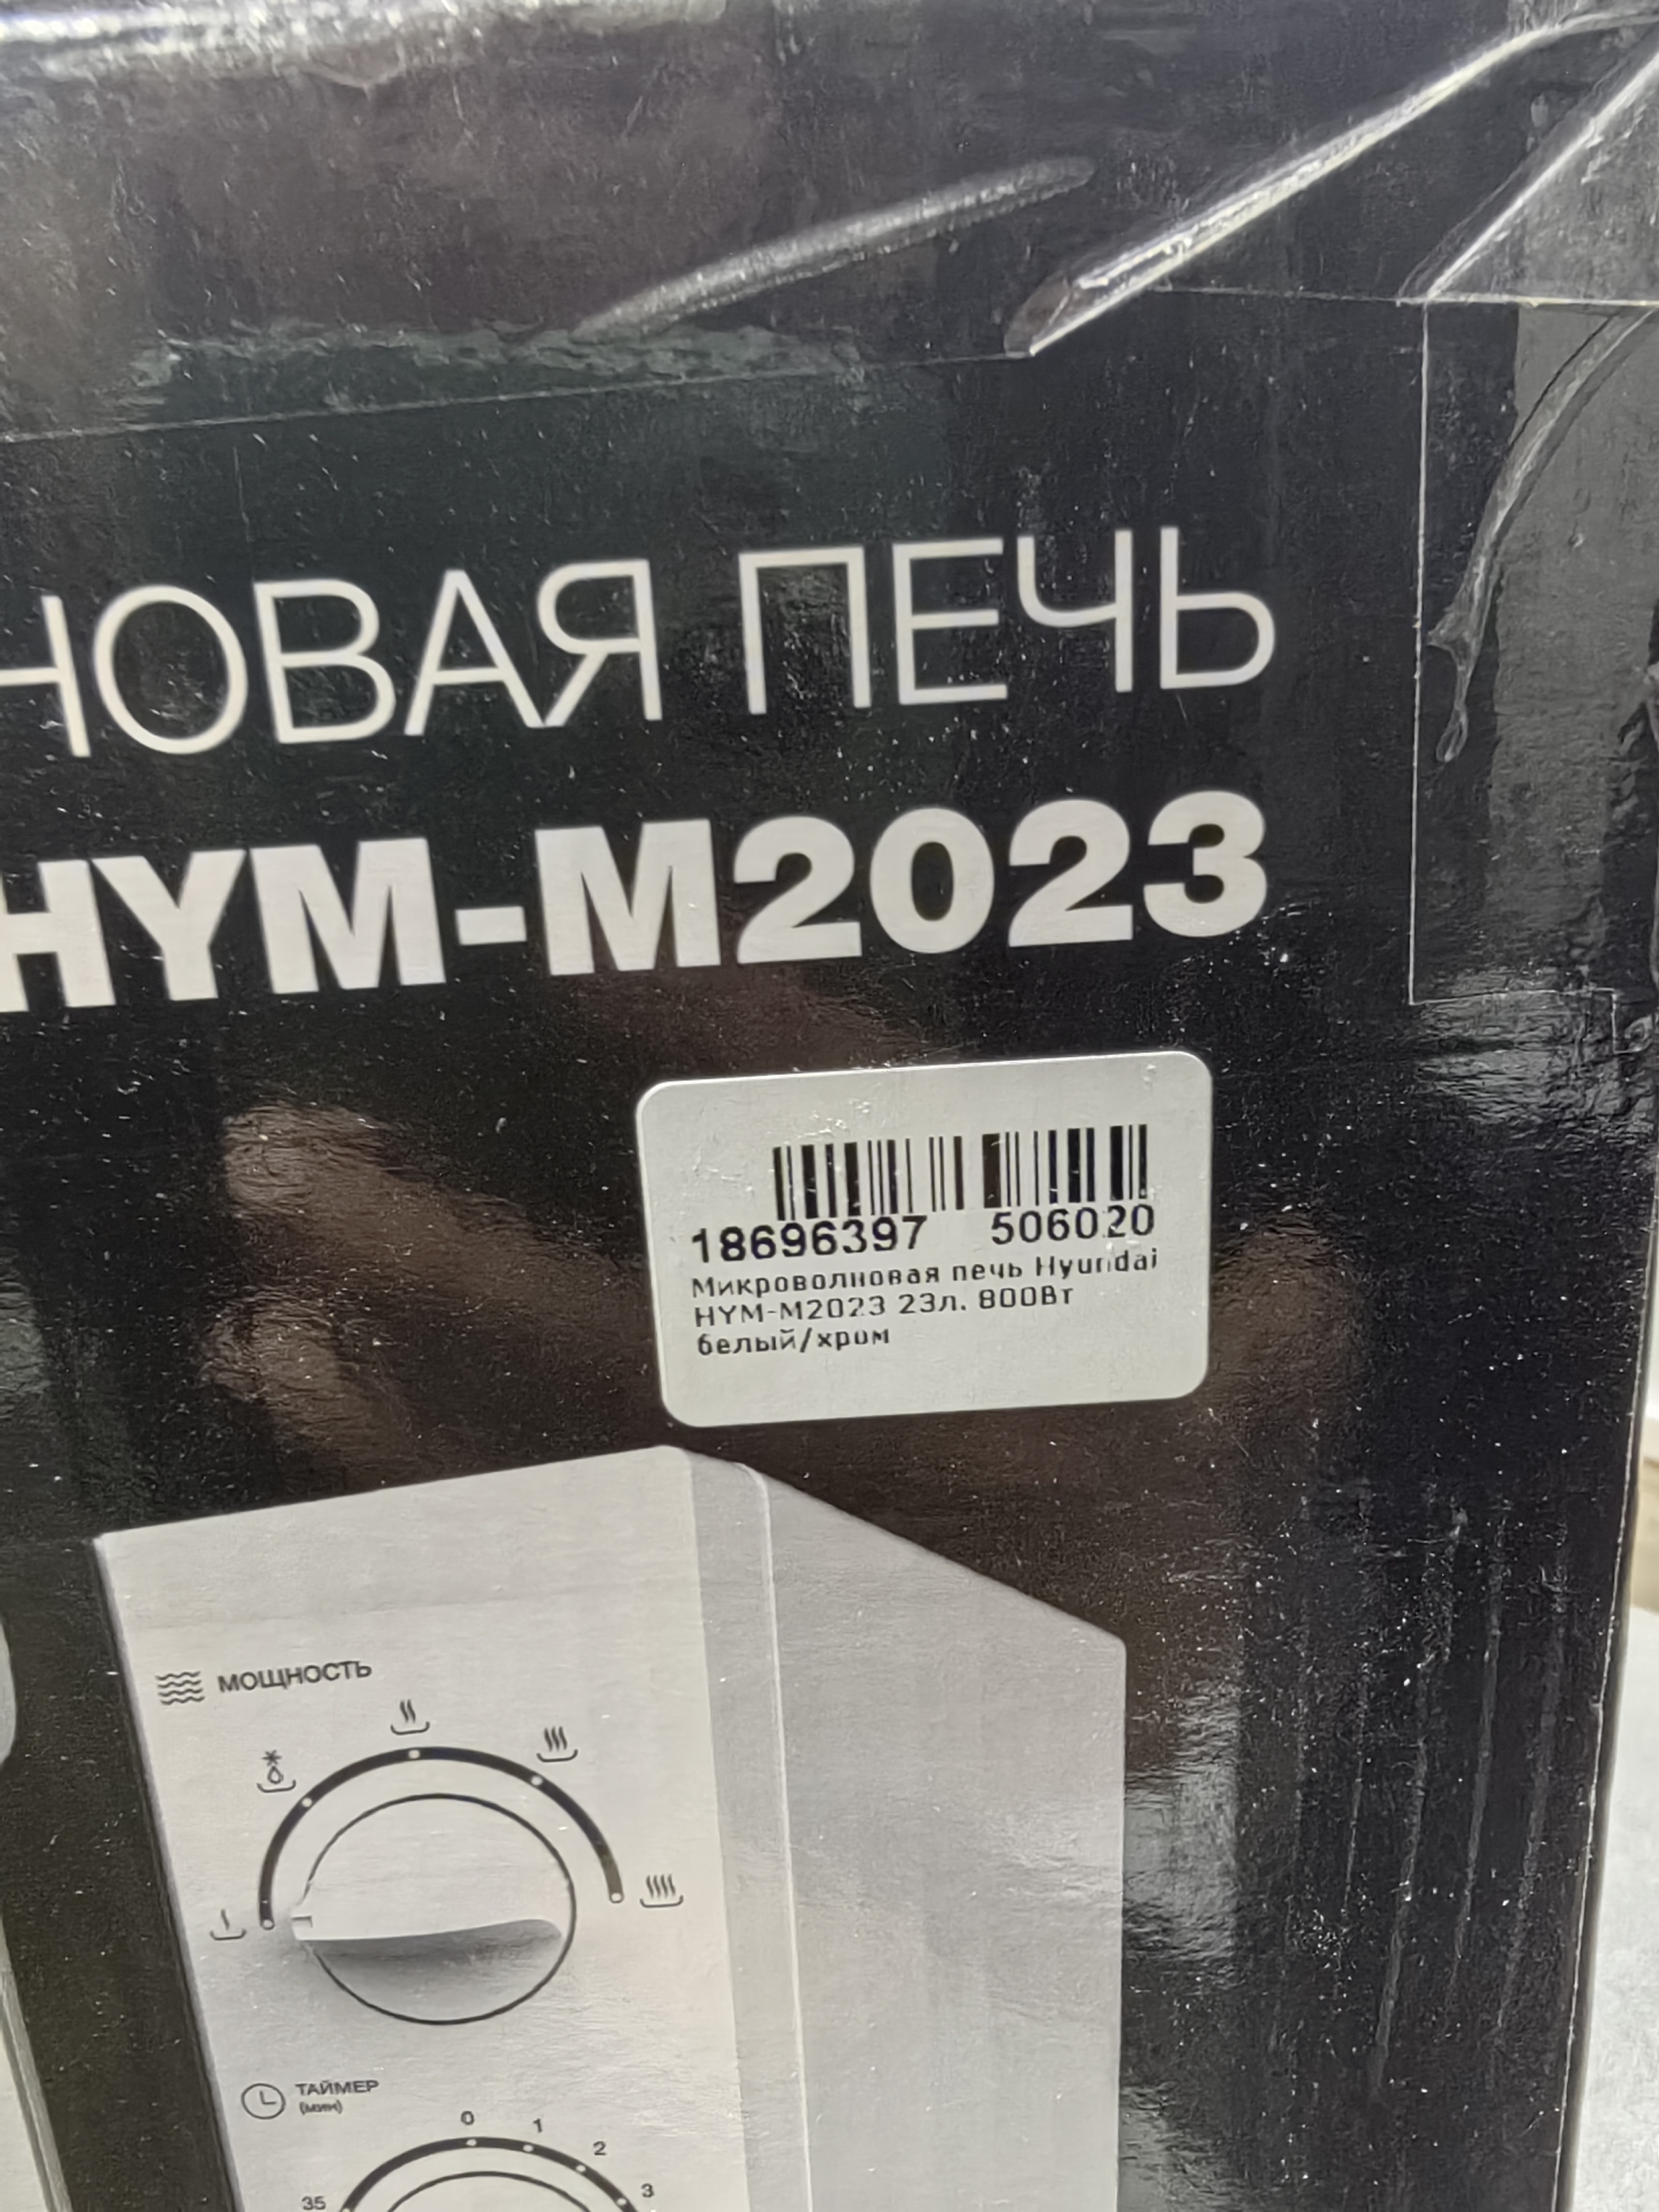 НОВАЯ ПЕЧЬ
HYM-M2023
18696397 506020
Микроволновая печь Hyundai
HYM-M2023 23л. 800Вт
белый/хром
МОЩНОСТЬ
ТАЙМЕР
(мин)
0
1
2
3
35